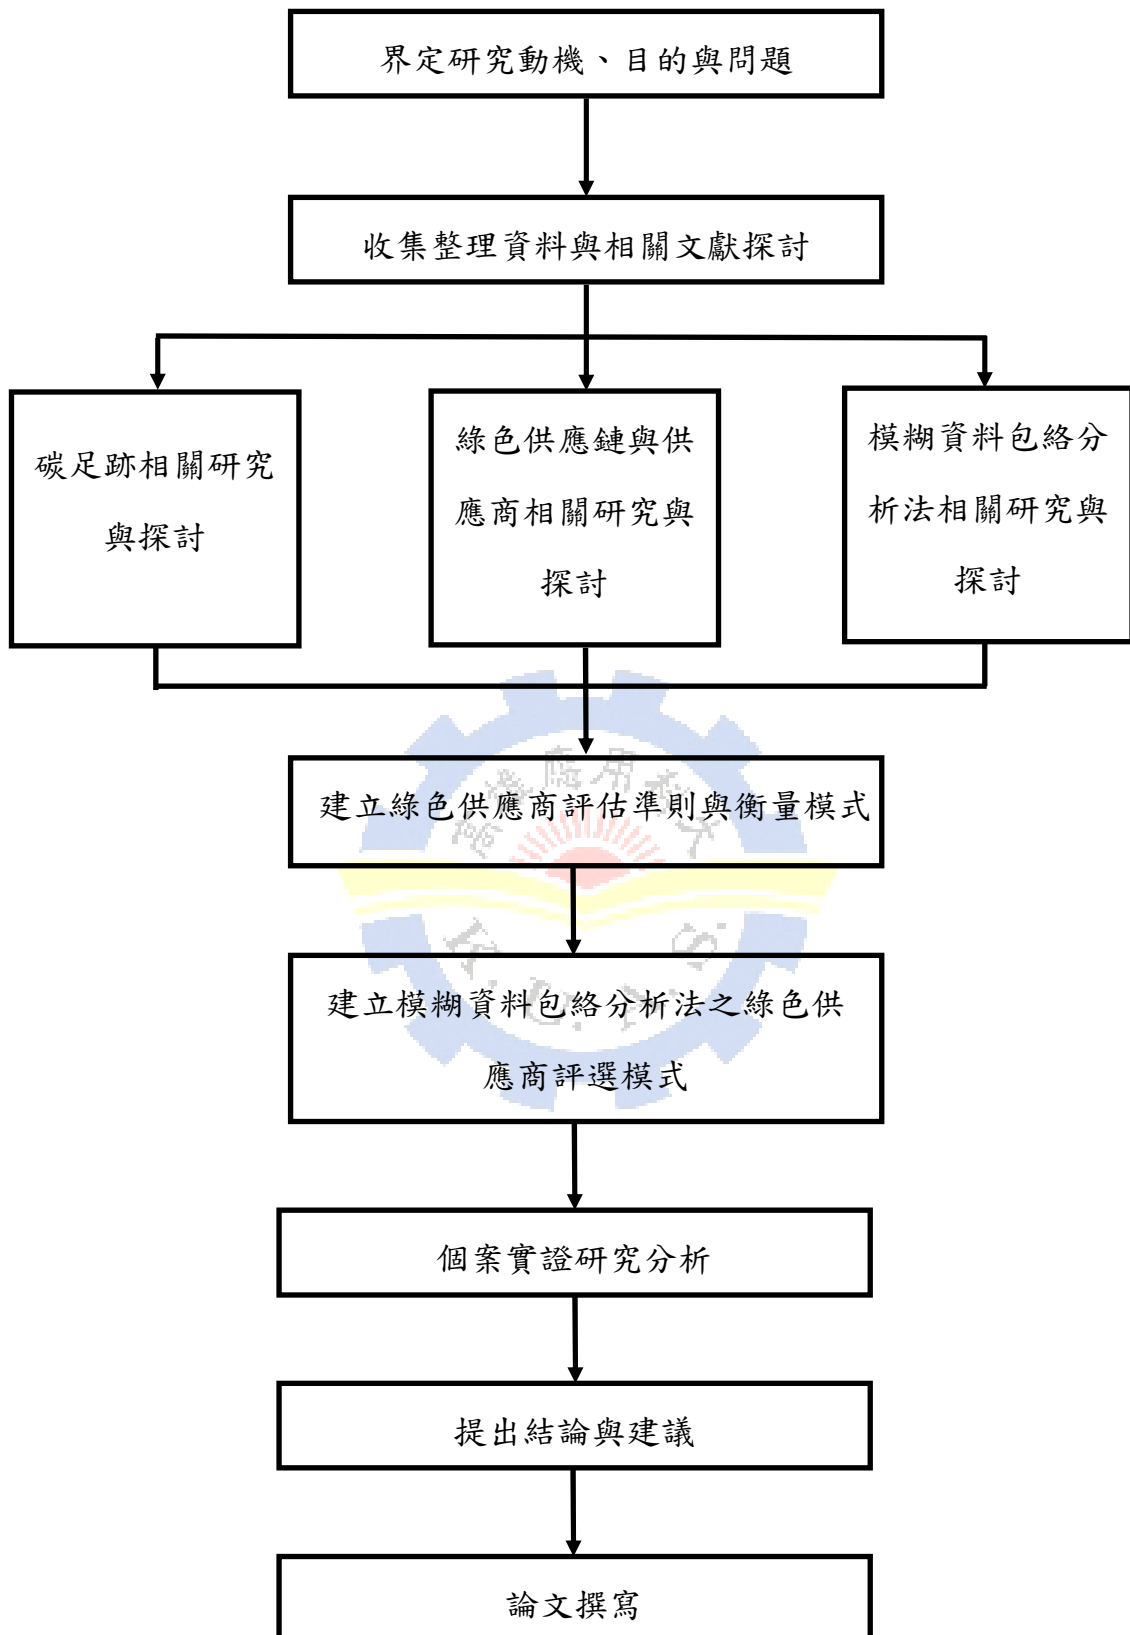 界定研究動機、目的與問題
收集整理資料與相關文獻探討
碳足跡相關研究
與探討
綠色供應鏈與供
應商相關研究與
探討
模糊資料包絡分
析法相關研究與
探討
建立綠色供應商評估準則與衡量模式
建立模糊資料包絡分析法之綠色供
應商評選模式
個案實證研究分析
提出結論與建議
論文撰寫